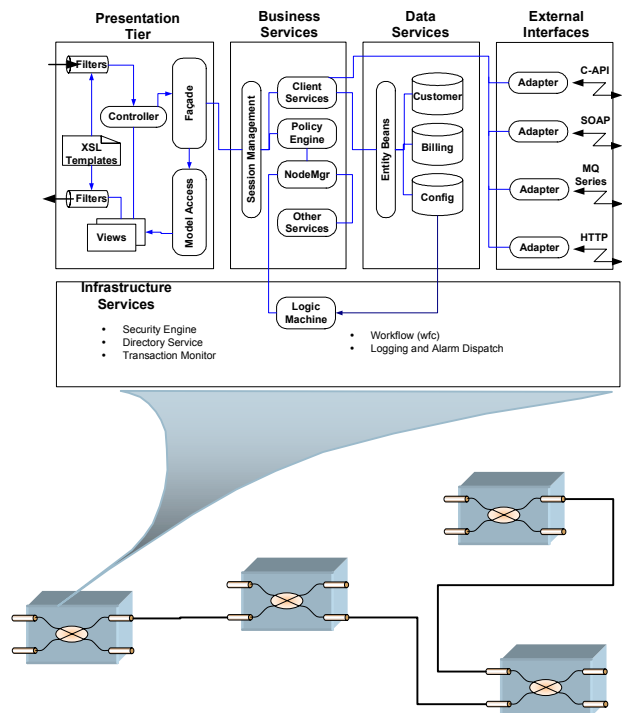 Presentation
Tier
Business
Services
Data
Services
External
Interfaces
Filters
Controller
XSL
Templates
Filters
Views
Façade
Model Access
Session Management
Client
Services
Policy
Engine
NodeMgr
Other
Services
Entity Beans
Customer
Billing
Config
Adapter
C-API
Adapter
SOAP
Adapter
MQ
Series
Adapter
HTTP
Infrastructure
Services
• Security Engine
• Directory Service
• Transaction Monitor
Logic
Machine
• Workflow (wfc)
• Logging and Alarm Dispatch